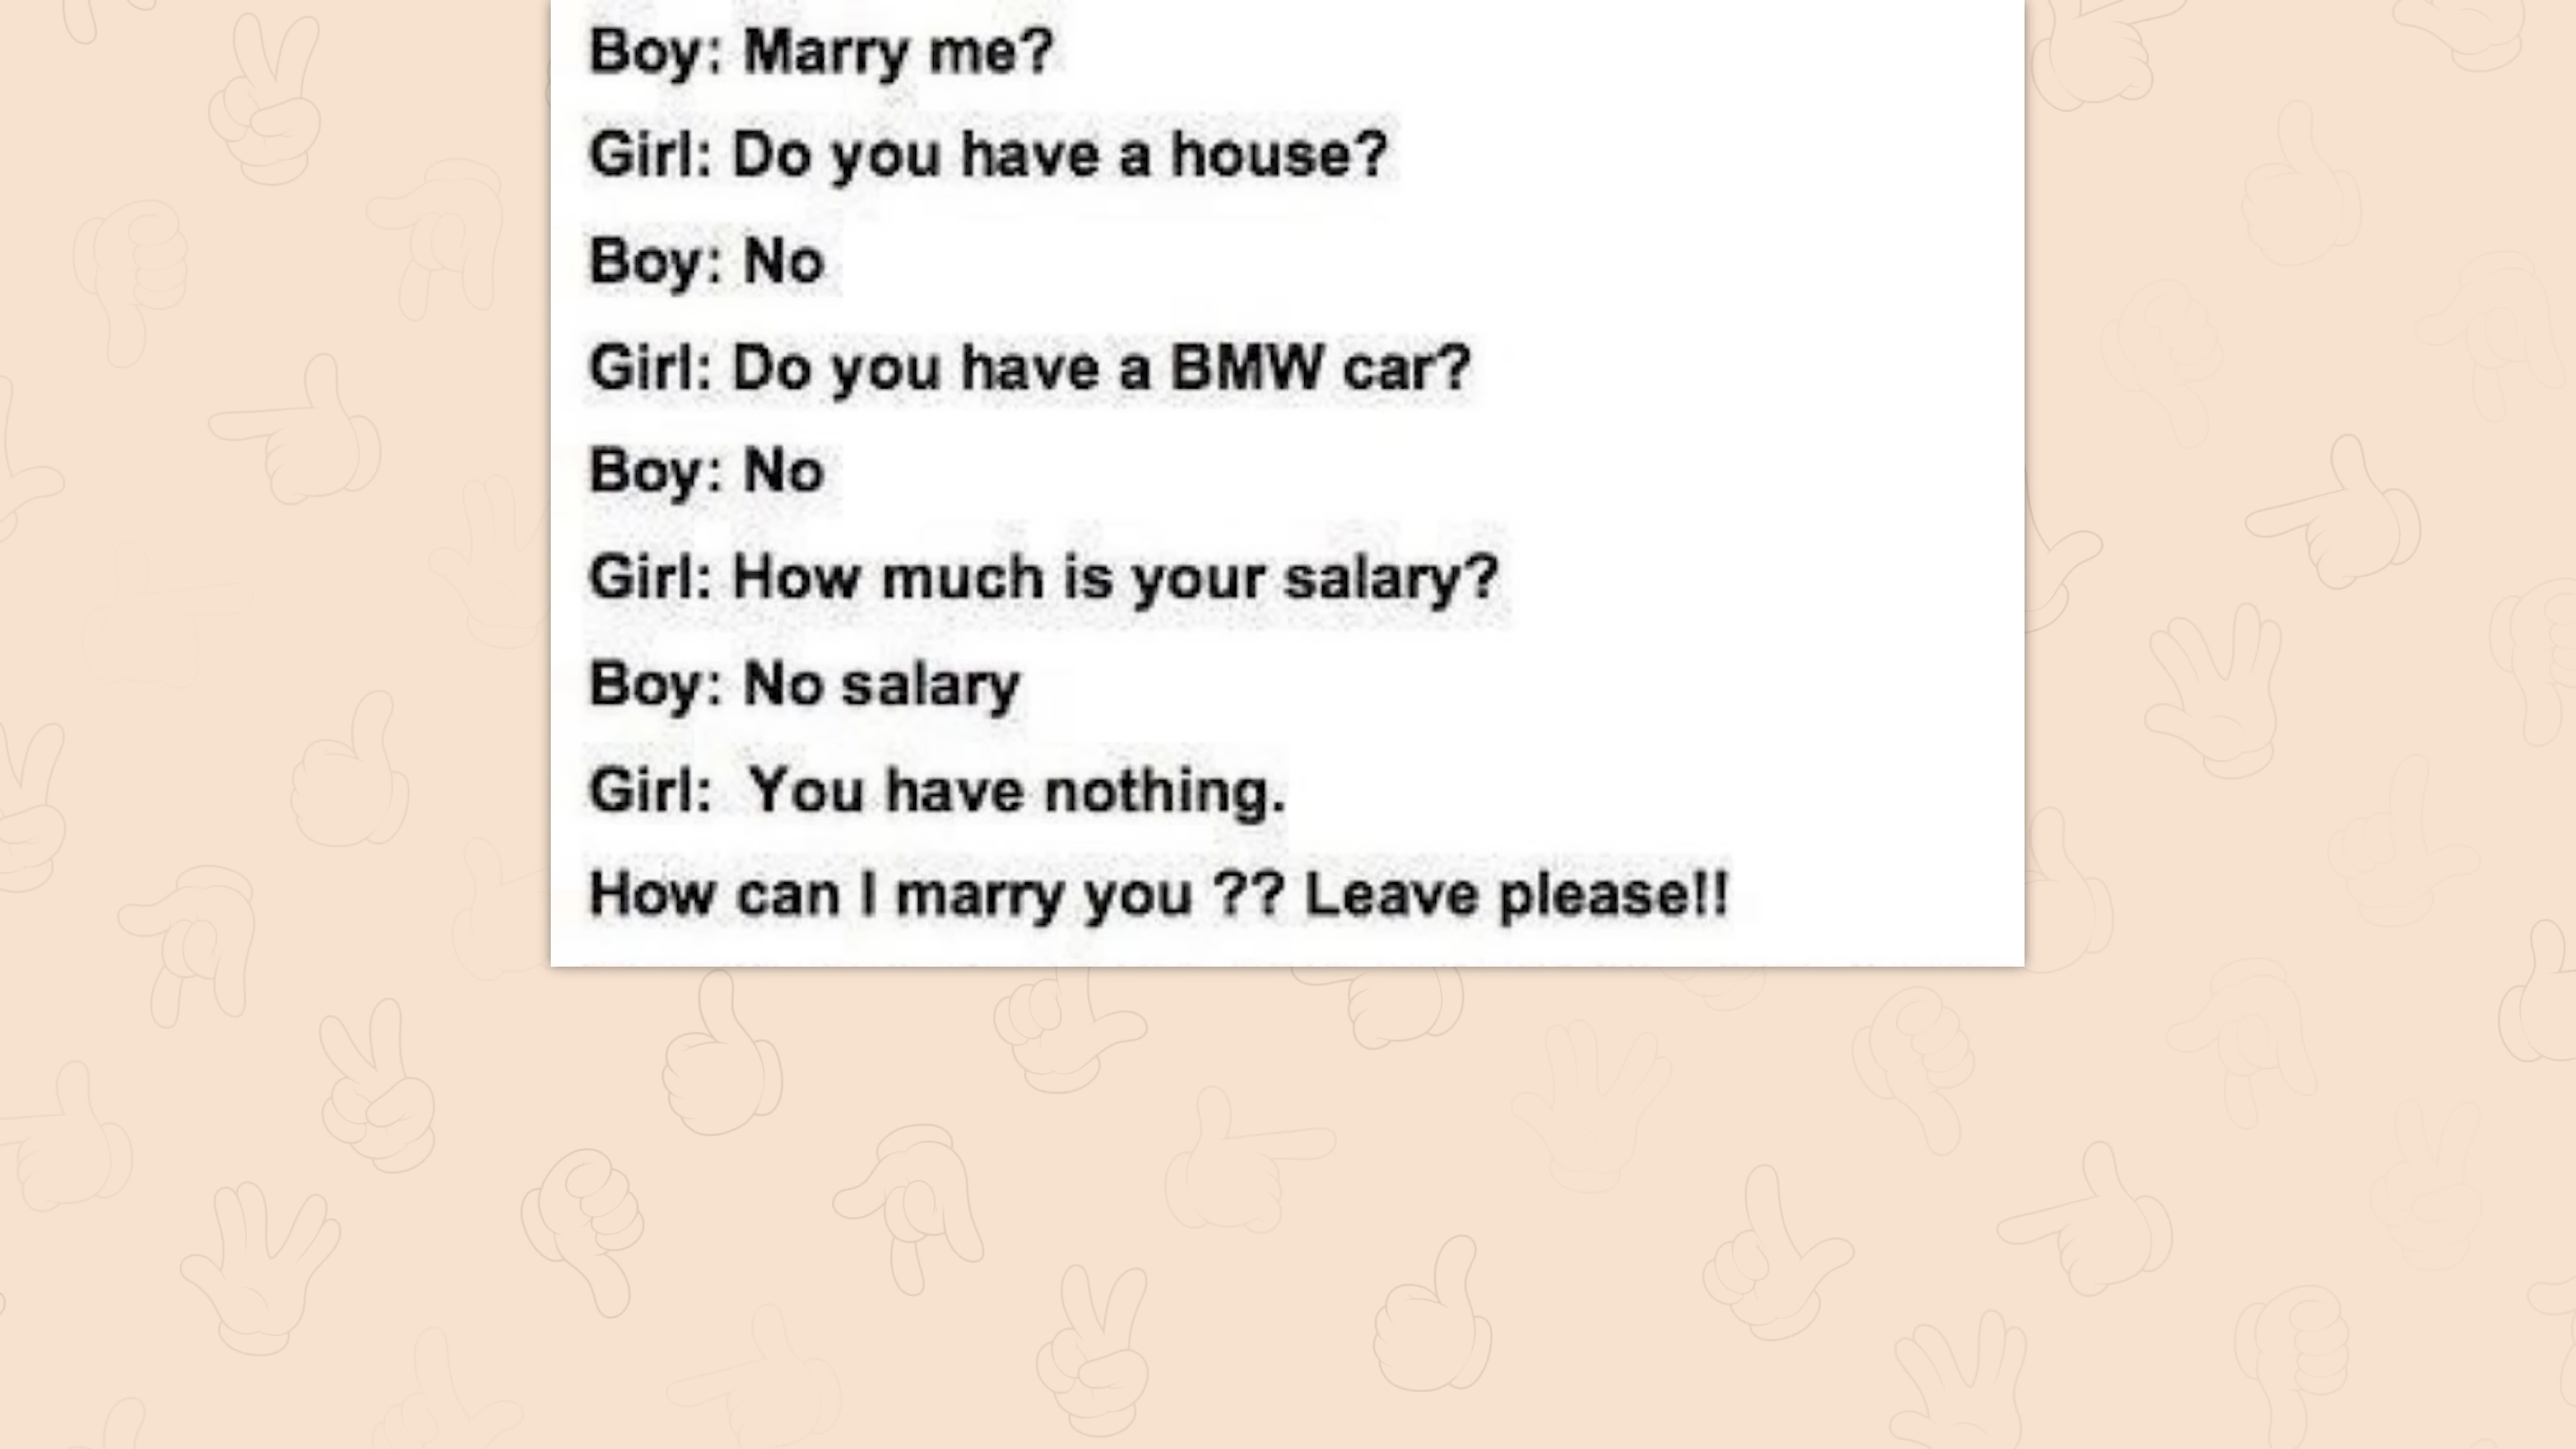 Boy: Marry me?
Girl: Do you have a house?
Boy: No
Girl: Do you have a BMW car?
Boy: No
Girl: How much is your salary?
Boy: No salary
Girl:  You have nothing.
How can I marry you ?? Leave please!!